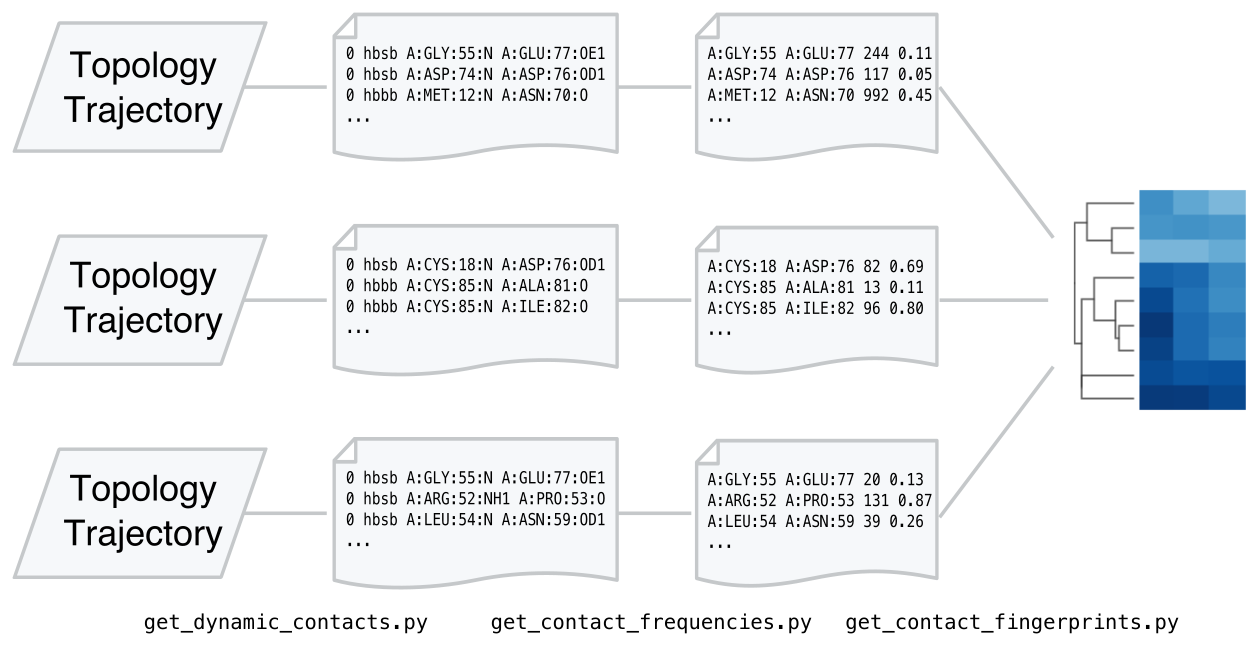 Topology
Trajectory
0 hbsb A:GLY:55:N A:GLU:77:OE1
0 hbsb A:ASP:74:N A:ASP:76:OD1
0 hbbb A:MET:12:N A:ASN:70:O
...
A:GLY:55 A:GLU:77 244 0.11
A:ASP:74 A:ASP:76 117 0.05
A:MET:12 A:ASN:70 992 0.45
...
Topology
Trajectory
0 hbsb A:CYS:18:N A:ASP:76:OD1
0 hbbb A:CYS:85:N A:ALA:81:O
0 hbbb A:CYS:85:N A:ILE:82:O
...
A:CYS:18 A:ASP:76 82 0.69
A:CYS:85 A:ALA:81 13 0.11
A:CYS:85 A:ILE:82 96 0.80
...
Topology
Trajectory
0 hbsb A:GLY:55:N A:GLU:77:OE1
0 hbsb A:ARG:52:NH1 A:PRO:53:O
0 hbsb A:LEU:54:N A:ASN:59:OD1
...
A:GLY:55 A:GLU:77 20 0.13
A:ARG:52 A:PRO:53 131 0.87
A:LEU:54 A:ASN:59 39 0.26
...
get_dynamic_contacts.py
get_contact_frequencies.py
get_contact_fingerprints.py